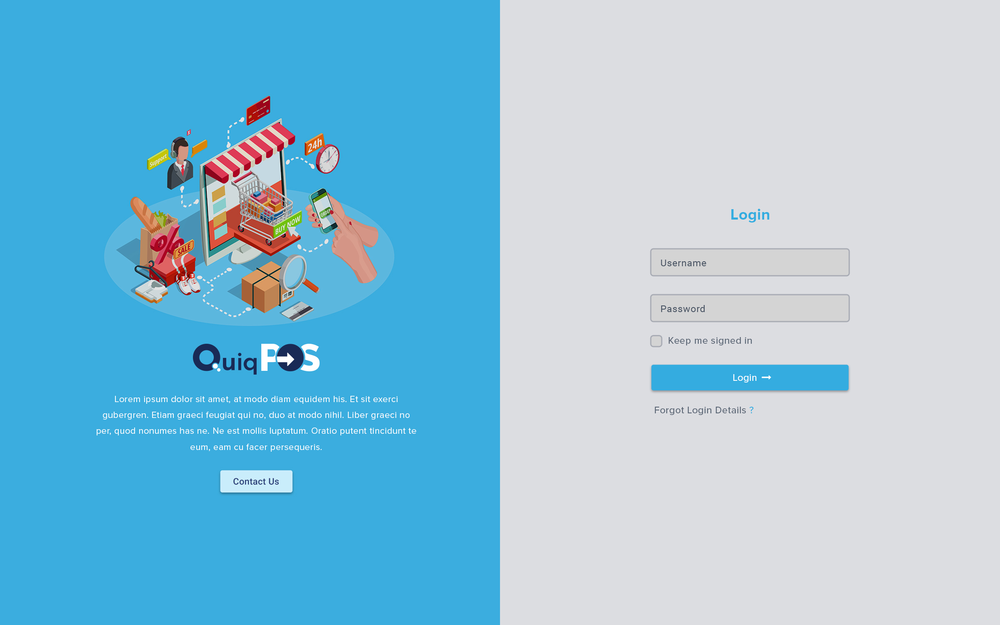 Support
X
24h
BUY NOW
ORDER
%
SALE
QuiqPOS
Lorem ipsum dolor sit amet, at modo diam equidem his. Et sit exerci
gubergren. Etiam graeci feugiat qui no, duo at modo nihil. Liber graeci no
per, quod nonumes has ne. Ne est mollis luptatum. Oratio putent tincidunt te
eum, eam cu facer persequeris.
Contact Us
Login
Username
Password
Keep me signed in
Login
Forgot Login Details ?